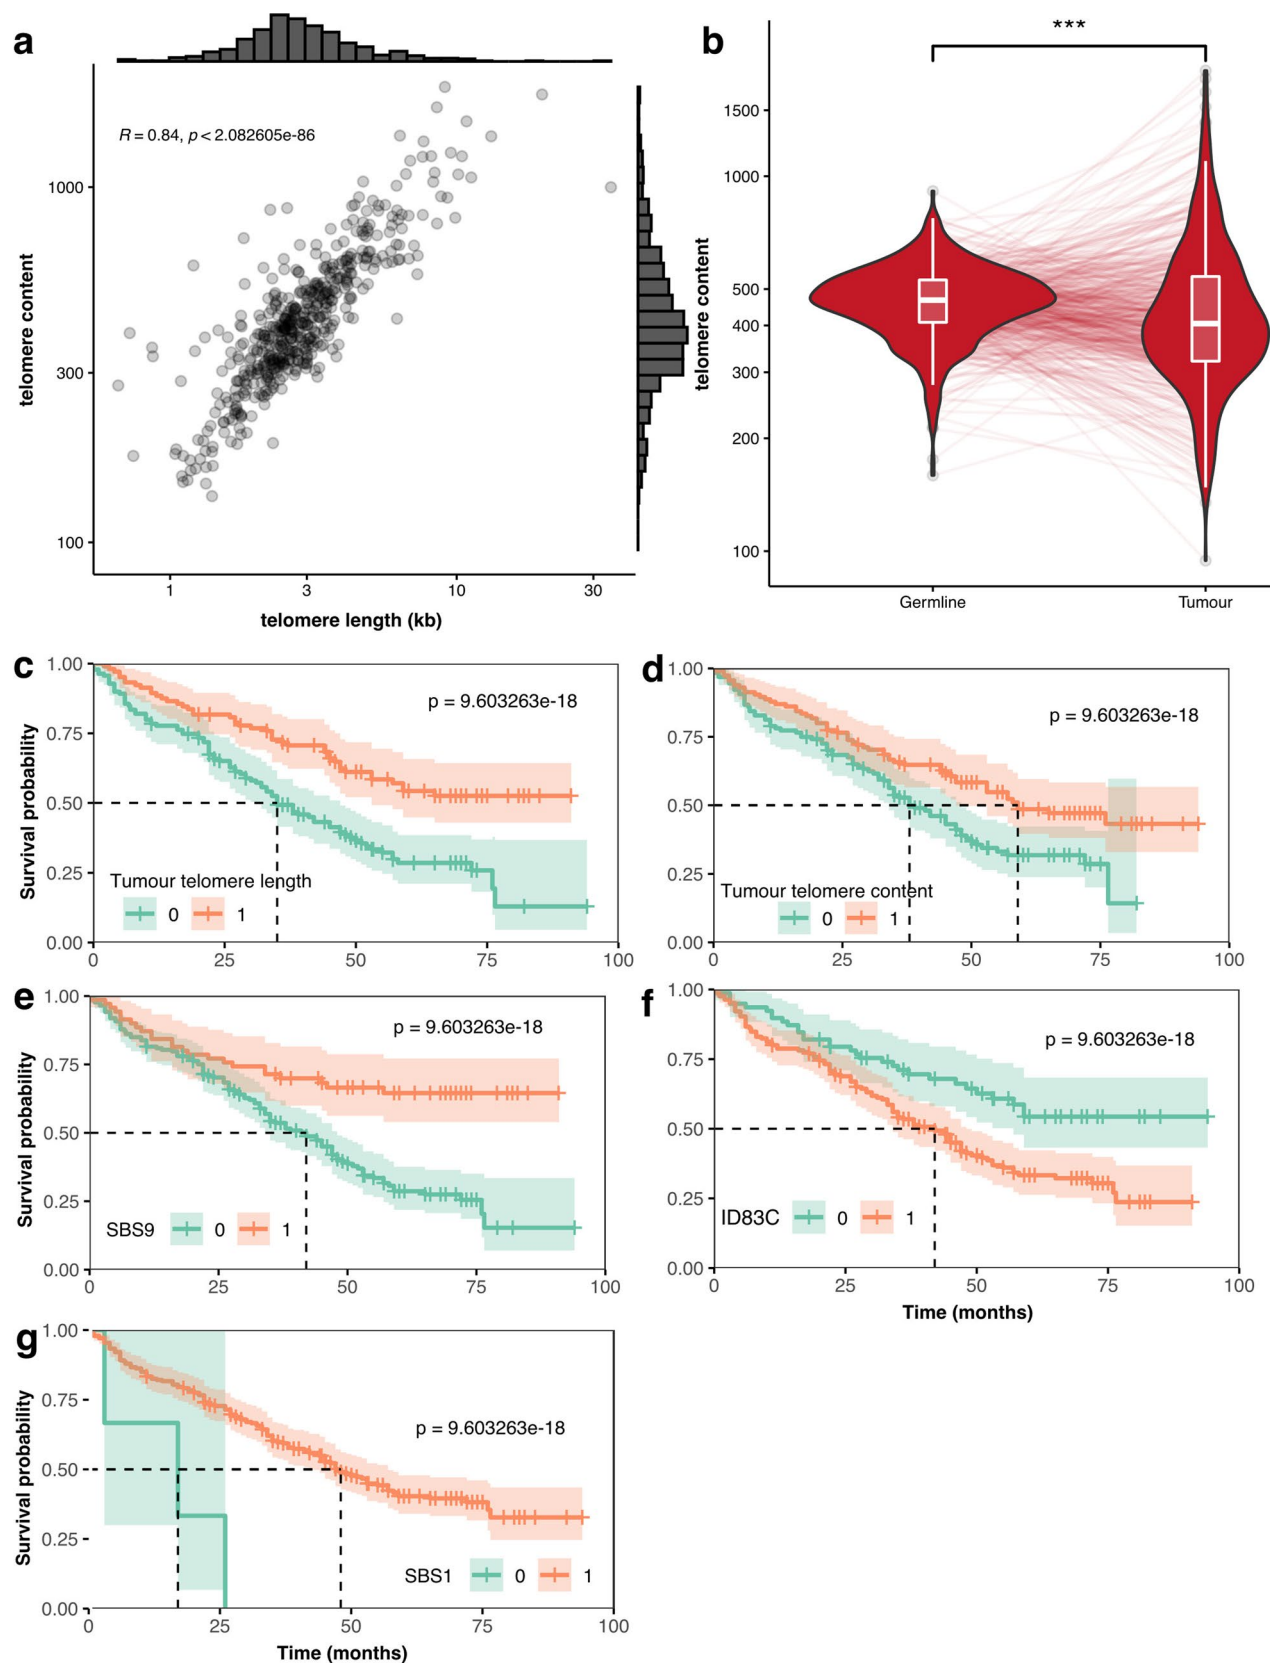 a
R = 0.84, p < 2.082605e-86
1000
300
100
telomere content
1 3 10 30
telomere length (kb)
b
***
1500
1000
500
400
300
200
100
telomere content
Germline Tumour
c
1.00
0.75
0.50
0.25
0.00
Survival probability
p = 9.603263e-18
Tumour telomere length
0 1
0 25 50 75 100
d
1.00
0.75
0.50
0.25
0.00
p = 9.603263e-18
Tumour telomere content
0 1
0 25 50 75 100
e
1.00
0.75
0.50
0.25
0.00
Survival probability
p = 9.603263e-18
SBS9 0 1
0 25 50 75 100
f
1.00
0.75
0.50
0.25
0.00
p = 9.603263e-18
ID83C 0 1
0 25 50 75 100
Time (months)
g
1.00
0.75
0.50
0.25
0.00
Survival probability
p = 9.603263e-18
SBS1 0 1
0 25 50 75 100
Time (months)